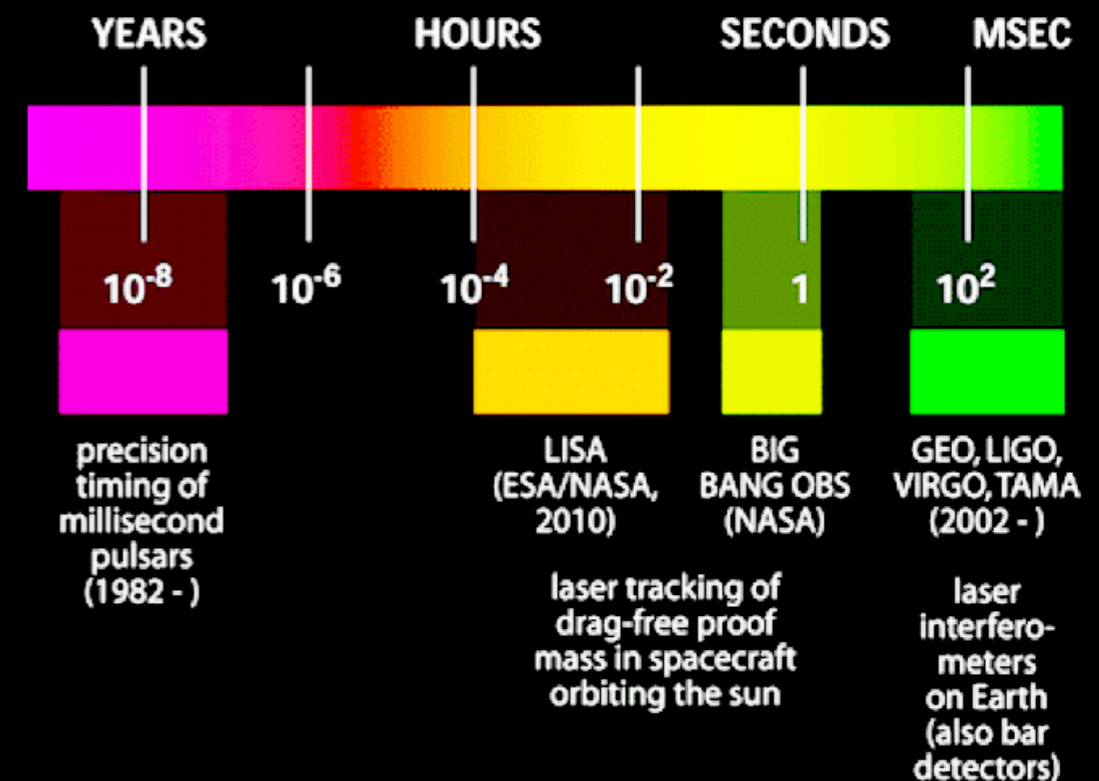 YEARS HOURS SECONDS MSEC
10⁻⁸ 10⁻⁶ 10⁻⁴ 10⁻² 1 10²
precision
timing of
millisecond
pulsars
(1982 - )
LISA
(ESA/NASA,
2010)
BIG
BANG OBS
(NASA)
laser tracking of
drag-free proof
mass in spacecraft
orbiting the sun
GEO, LIGO,
VIRGO, TAMA
(2002 - )
laser
interfero-
meters
on Earth
(also bar
detectors)